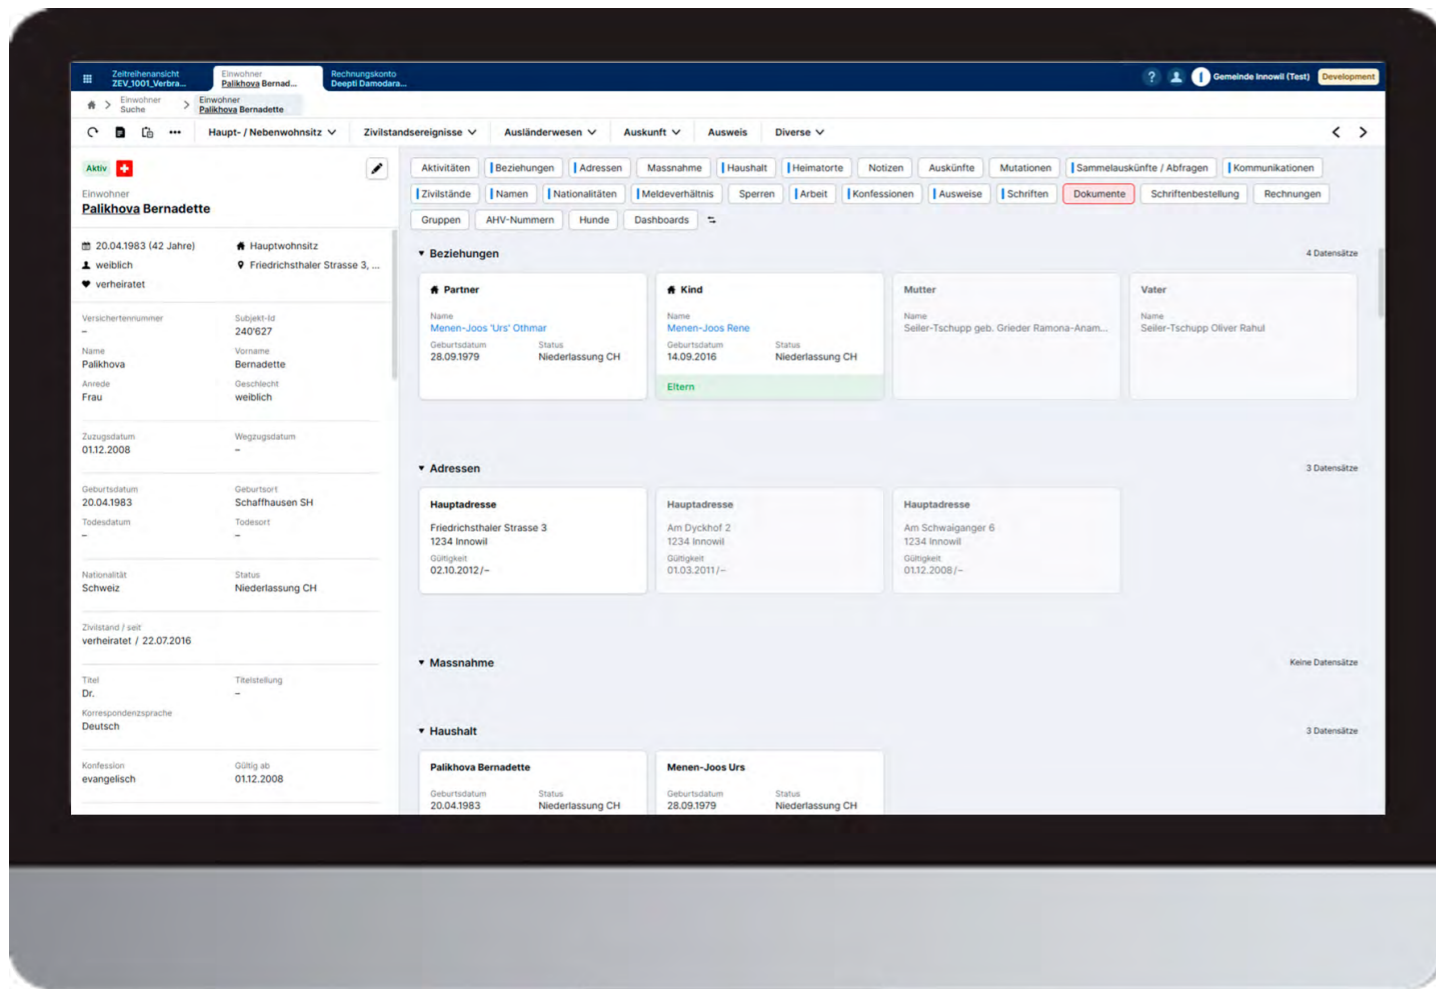 Zeitreihenansicht
ZEV_1001_Verbra...
Einwohner
Palikhova Bernad...
Rechnungskonto
Deepti Damodara...
?
Gemeinde Innowil (Test)
Development
Einwohner
Suche
Einwohner
Palikhova Bernadette
Haupt- / Nebenwohnsitz
Zivilstandsereignisse
Ausländerwesen
Auskunft
Ausweis
Diverse
Aktiv
Einwohner
Palikhova Bernadette
20.04.1983 (42 Jahre)
Hauptwohnsitz
weiblich
Friedrichsthaler Strasse 3, ...
verheiratet
Versichertennummer
–
Subjekt-Id
240'627
Name
Palikhova
Vorname
Bernadette
Anrede
Frau
Geschlecht
weiblich
Zuzugsdatum
01.12.2008
Wegzugsdatum
–
Geburtsdatum
20.04.1983
Geburtsort
Schaffhausen SH
Todesdatum
–
Todesort
–
Nationalität
Schweiz
Status
Niederlassung CH
Zivilstand / seit
verheiratet / 22.07.2016
Titel
Dr.
Titelstellung
–
Korrespondenzsprache
Deutsch
Konfession
evangelisch
Gültig ab
01.12.2008
Aktivitäten
Beziehungen
Adressen
Massnahme
Haushalt
Heimatorte
Notizen
Auskünfte
Mutationen
Sammelauskünfte / Abfragen
Kommunikationen
Zivilstände
Namen
Nationalitäten
Meldeverhältnis
Sperren
Arbeit
Konfessionen
Ausweise
Schriften
Dokumente
Schriftenbestellung
Rechnungen
Gruppen
AHV-Nummern
Hunde
Dashboards
Beziehungen
4 Datensätze
Partner
Name
Menen-Joos 'Urs' Othmar
Geburtsdatum
28.09.1979
Status
Niederlassung CH
Kind
Name
Menen-Joos Rene
Geburtsdatum
14.09.2016
Status
Niederlassung CH
Eltern
Mutter
Name
Seiler-Tschupp geb. Grieder Ramona-Anam...
Vater
Name
Seiler-Tschupp Oliver Rahul
Adressen
3 Datensätze
Hauptadresse
Friedrichsthaler Strasse 3
1234 Innowil
Gültigkeit
02.10.2012/–
Hauptadresse
Am Dyckhof 2
1234 Innowil
Gültigkeit
01.03.2011/–
Hauptadresse
Am Schwaiganger 6
1234 Innowil
Gültigkeit
01.12.2008/–
Massnahme
Keine Datensätze
Haushalt
3 Datensätze
Palikhova Bernadette
Geburtsdatum
20.04.1983
Status
Niederlassung CH
Menen-Joos Urs
Geburtsdatum
28.09.1979
Status
Niederlassung CH